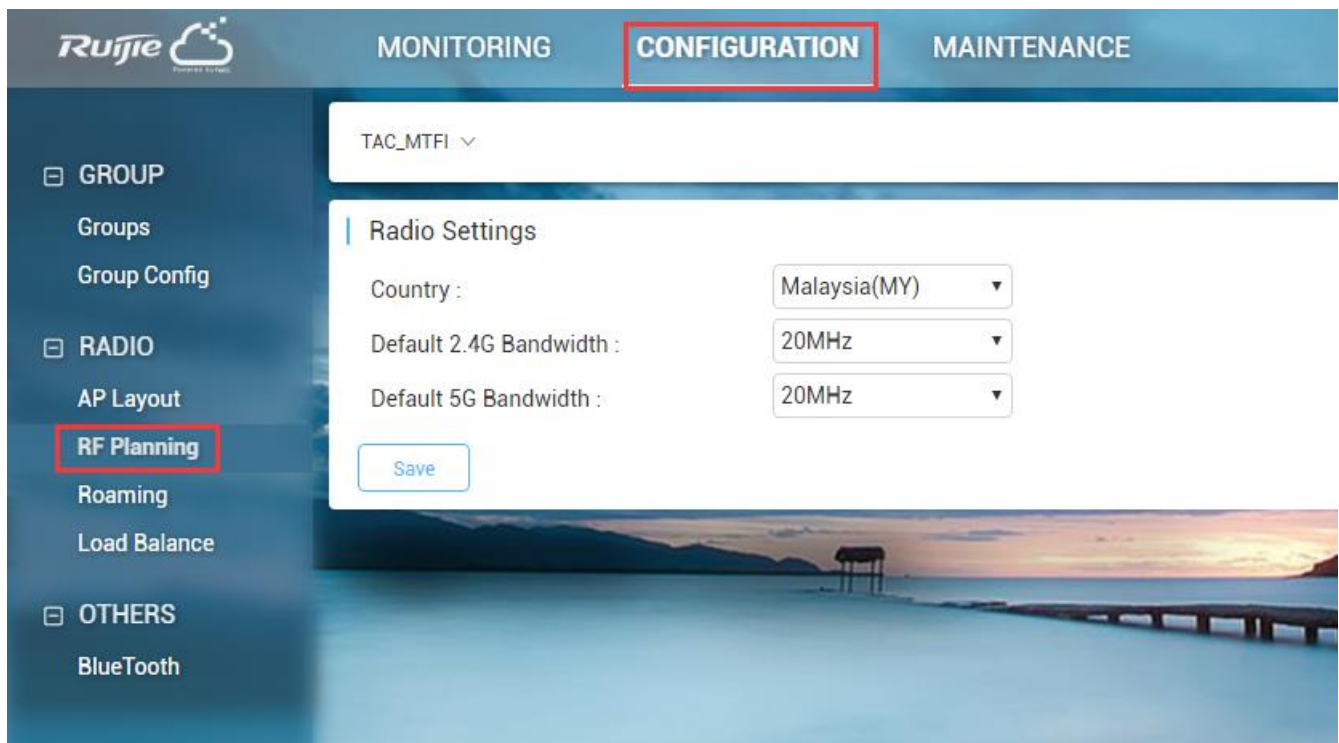 Ruijie
MONITORING
CONFIGURATION
MAINTENANCE
TAC_MTFI
GROUP
Groups
Group Config
RADIO
AP Layout
RF Planning
Roaming
Load Balance
OTHERS
BlueTooth
Radio Settings
Country : Malaysia(MY)
Default 2.4G Bandwidth : 20MHz
Default 5G Bandwidth : 20MHz
Save